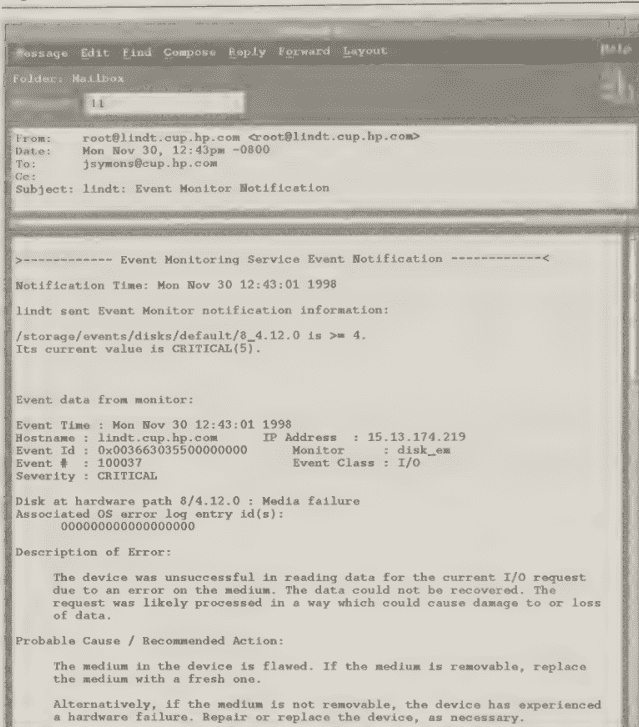 Message Edit Find Compose Reply Forward Layout Help
Folder: Mailbox
11
From: root@lindt.cup.hp.com <root@lindt.cup.hp.com>
Date: Mon Nov 30, 12:43pm -0800
To: jsymons@cup.hp.com
Cc:
Subject: lindt: Event Monitor Notification
>------------ Event Monitoring Service Event Notification ------------<
Notification Time: Mon Nov 30 12:43:01 1998
lindt sent Event Monitor notification information:
/storage/events/disks/default/8_4.12.0 is >= 4.
Its current value is CRITICAL(5).
Event data from monitor:
Event Time : Mon Nov 30 12:43:01 1998
Hostname : lindt.cup.hp.com IP Address : 15.13.174.219
Event Id : 0x003663035500000000 Monitor : disk_em
Event # : 100037 Event Class : I/O
Severity : CRITICAL
Disk at hardware path 8/4.12.0 : Media failure
Associated OS error log entry id(s):
000000000000000000
Description of Error:
The device was unsuccessful in reading data for the current I/O request
due to an error on the medium. The data could not be recovered. The
request was likely processed in a way which could cause damage to or loss
of data.
Probable Cause / Recommended Action:
The medium in the device is flawed. If the medium is removable, replace
the medium with a fresh one.
Alternatively, if the medium is not removable, the device has experienced
a hardware failure. Repair or replace the device, as necessary.